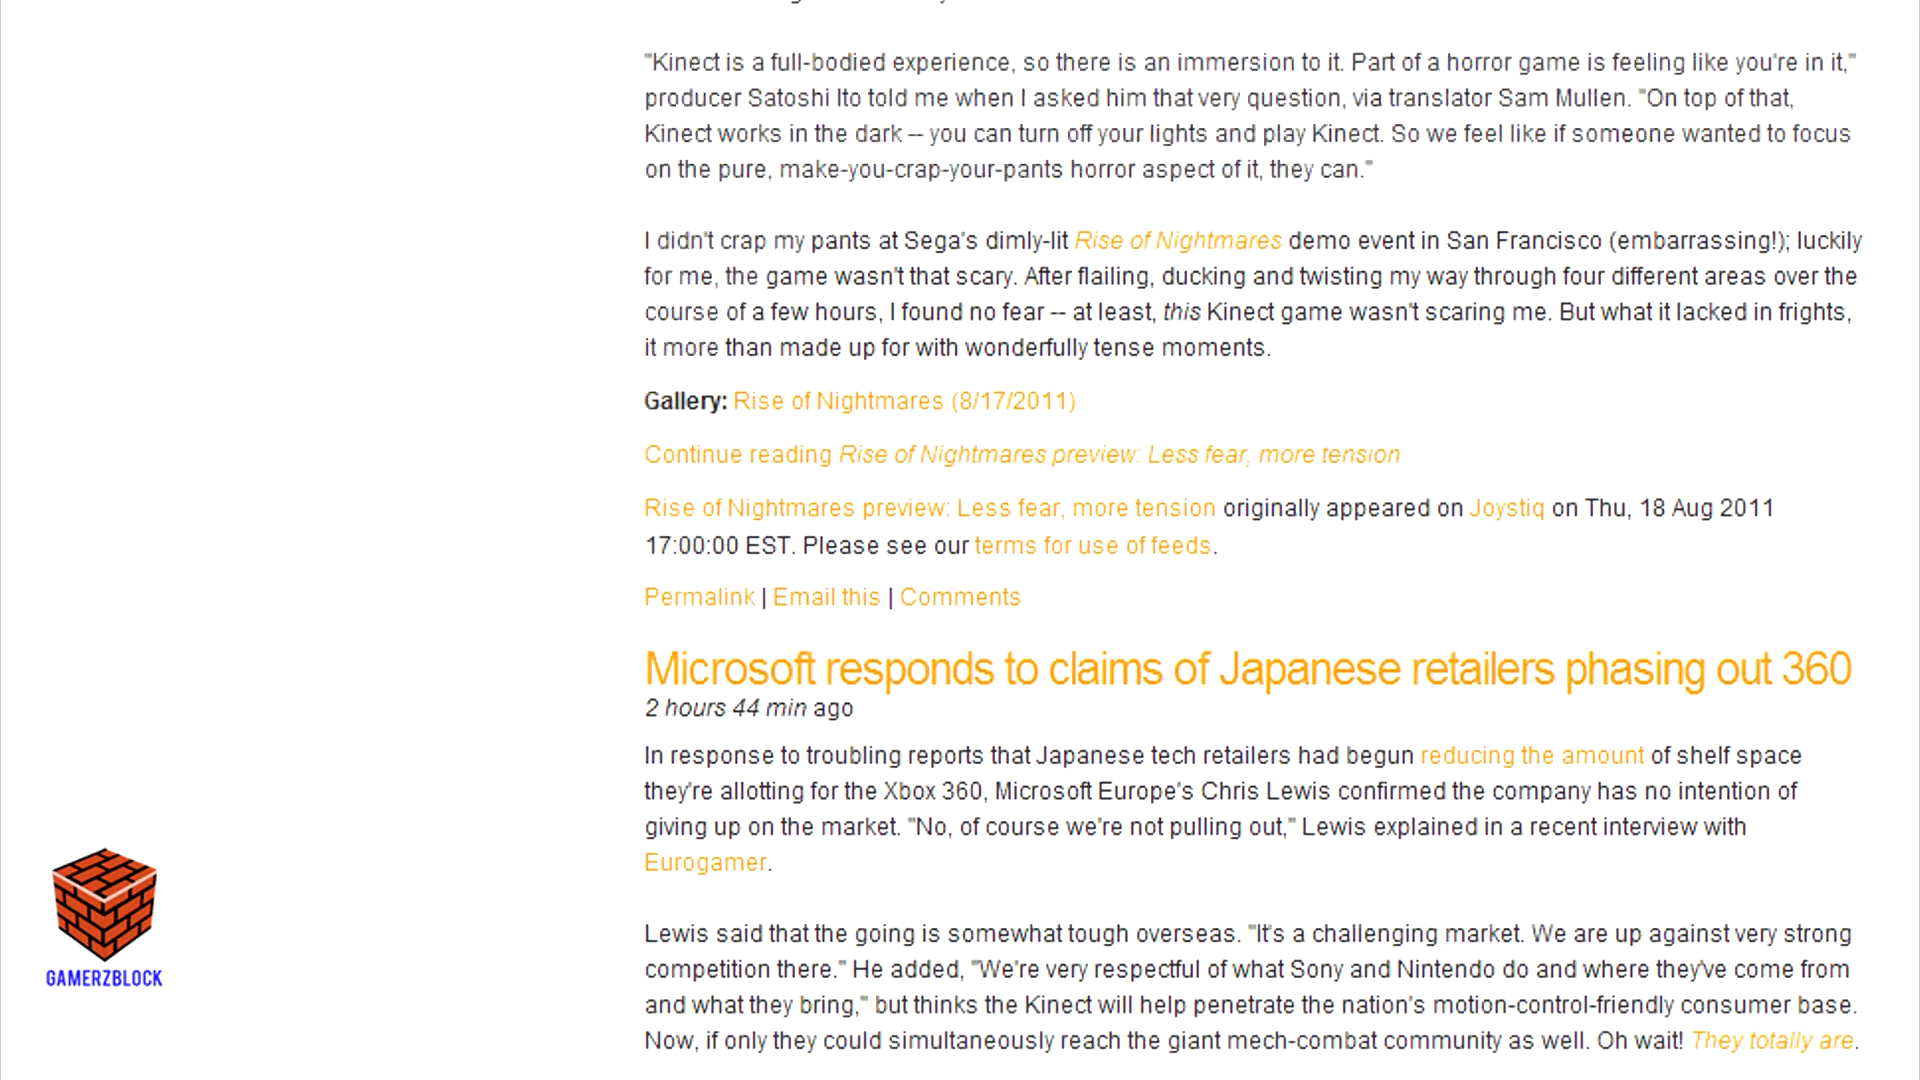 "Kinect is a full-bodied experience, so there is an immersion to it. Part of a horror game is feeling like you're in it,"
producer Satoshi Ito told me when I asked him that very question, via translator Sam Mullen. "On top of that,
Kinect works in the dark -- you can turn off your lights and play Kinect. So we feel like if someone wanted to focus
on the pure, make-you-crap-your-pants horror aspect of it, they can."
I didn't crap my pants at Sega's dimly-lit Rise of Nightmares demo event in San Francisco (embarrassing!); luckily
for me, the game wasn't that scary. After flailing, ducking and twisting my way through four different areas over the
course of a few hours, I found no fear -- at least, this Kinect game wasn't scaring me. But what it lacked in frights,
it more than made up for with wonderfully tense moments.
Gallery: Rise of Nightmares (8/17/2011)
Continue reading Rise of Nightmares preview: Less fear, more tension
Rise of Nightmares preview: Less fear, more tension originally appeared on Joystiq on Thu, 18 Aug 2011
17:00:00 EST. Please see our terms for use of feeds.
Permalink | Email this | Comments
Microsoft responds to claims of Japanese retailers phasing out 360
2 hours 44 min ago
In response to troubling reports that Japanese tech retailers had begun reducing the amount of shelf space
they're allotting for the Xbox 360, Microsoft Europe's Chris Lewis confirmed the company has no intention of
giving up on the market. "No, of course we're not pulling out," Lewis explained in a recent interview with
Eurogamer.
Lewis said that the going is somewhat tough overseas. "It's a challenging market. We are up against very strong
competition there." He added, "We're very respectful of what Sony and Nintendo do and where they've come from
and what they bring," but thinks the Kinect will help penetrate the nation's motion-control-friendly consumer base.
Now, if only they could simultaneously reach the giant mech-combat community as well. Oh wait! They totally are.
GAMERZBLOCK